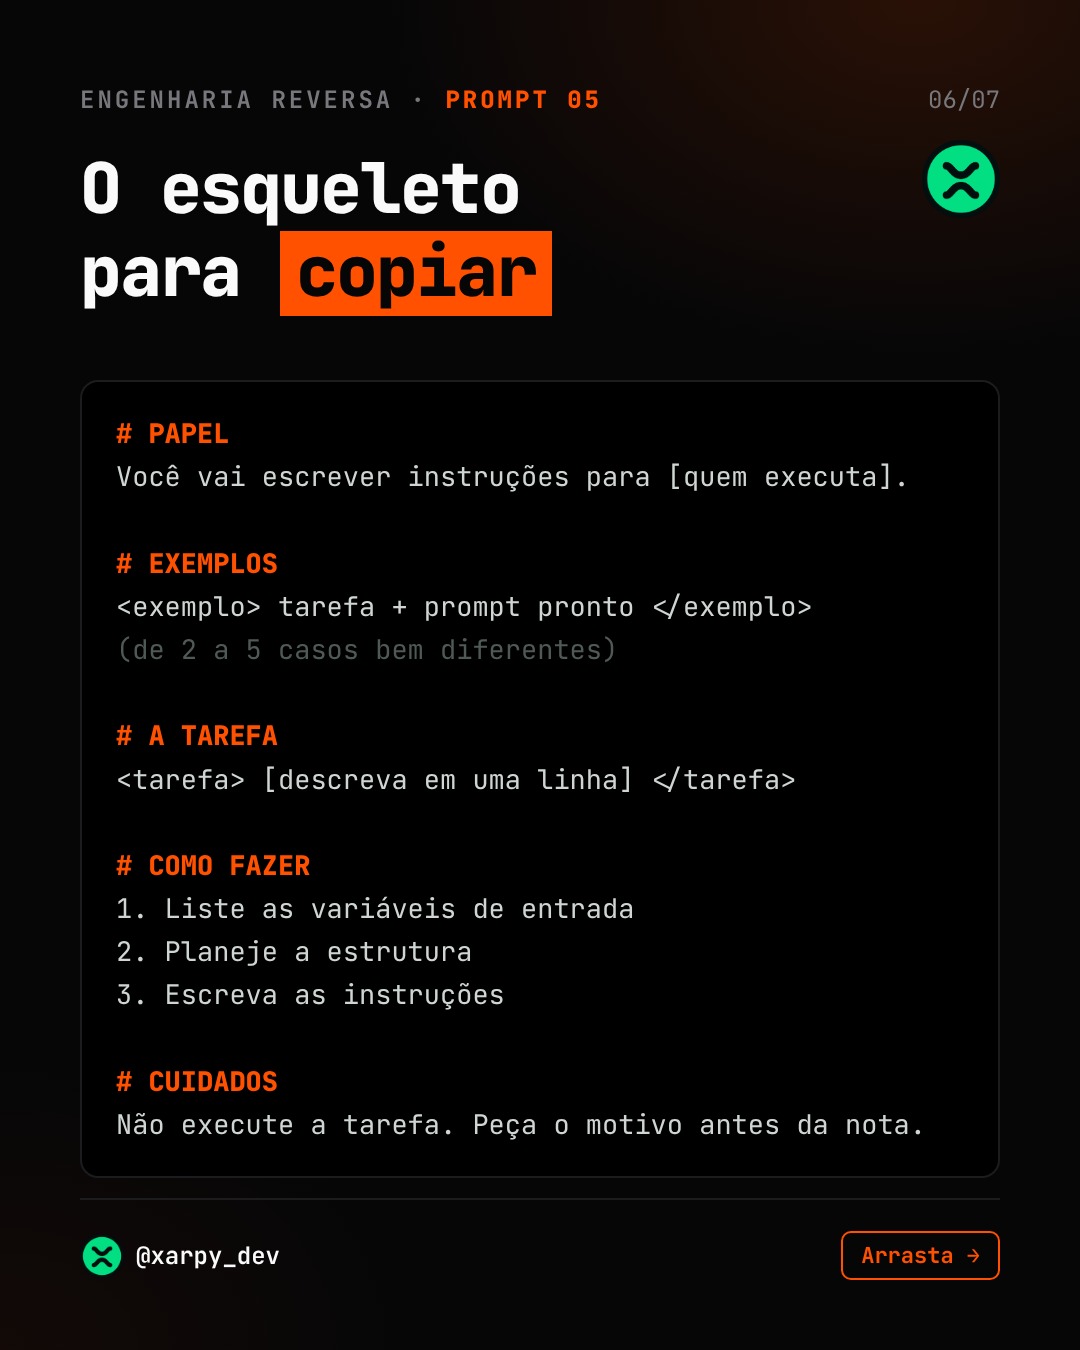 ENGENHARIA REVERSA · PROMPT 05
06/07
O esqueleto
para copiar
# PAPEL
Você vai escrever instruções para [quem executa].
# EXEMPLOS
<exemplo> tarefa + prompt pronto </exemplo>
(de 2 a 5 casos bem diferentes)
# A TAREFA
<tarefa> [descreva em uma linha] </tarefa>
# COMO FAZER
1. Liste as variáveis de entrada
2. Planeje a estrutura
3. Escreva as instruções
# CUIDADOS
Não execute a tarefa. Peça o motivo antes da nota.
@xarpy_dev
Arrasta →